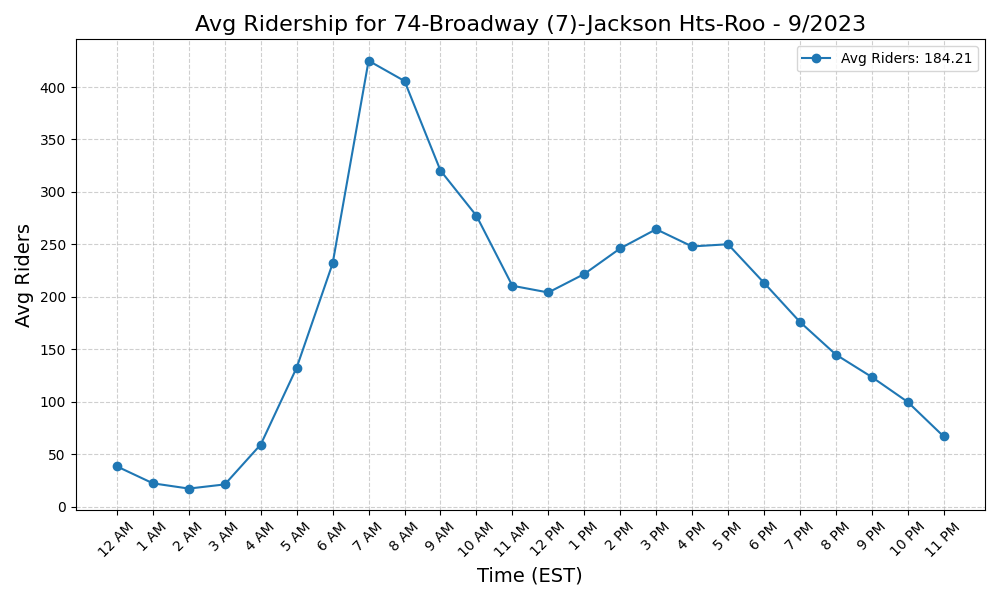 Avg Ridership for 74-Broadway (7)-Jackson Hts-Roo - 9/2023
Avg Riders: 184.21
Avg Riders
400
350
300
250
200
150
100
50
0
12 AM
1 AM
2 AM
3 AM
4 AM
5 AM
6 AM
7 AM
8 AM
9 AM
10 AM
11 AM
12 PM
1 PM
2 PM
3 PM
4 PM
5 PM
6 PM
7 PM
8 PM
9 PM
10 PM
11 PM
Time (EST)